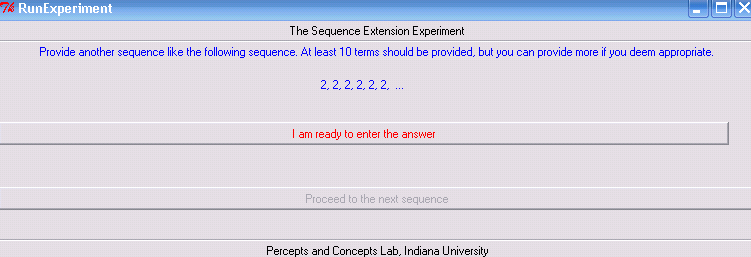 RunExperiment
The Sequence Extension Experiment
Provide another sequence like the following sequence. At least 10 terms should be provided, but you can provide more if you deem appropriate.
2, 2, 2, 2, 2, 2, ...
I am ready to enter the answer
Proceed to the next sequence
Percepts and Concepts Lab, Indiana University